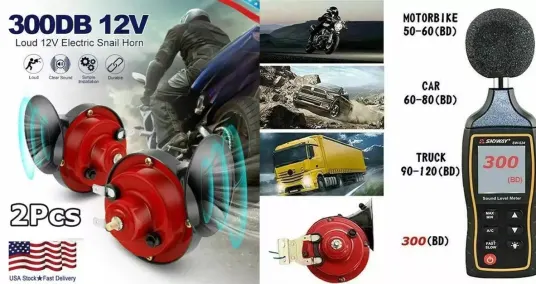 300DB 12V
Loud 12V Electric Snail Horn
Loud
Clear Sound
Simple Installation
Durable
2Pcs
USA Stock★Fast Delivery
MOTORBIKE
50-60(BD)
CAR
60-80(BD)
TRUCK
90-120(BD)
300(BD)
SNDWAY
300
(BD)
Sound Level Meter
MAX
MIN
A/C
FAST
SLOW